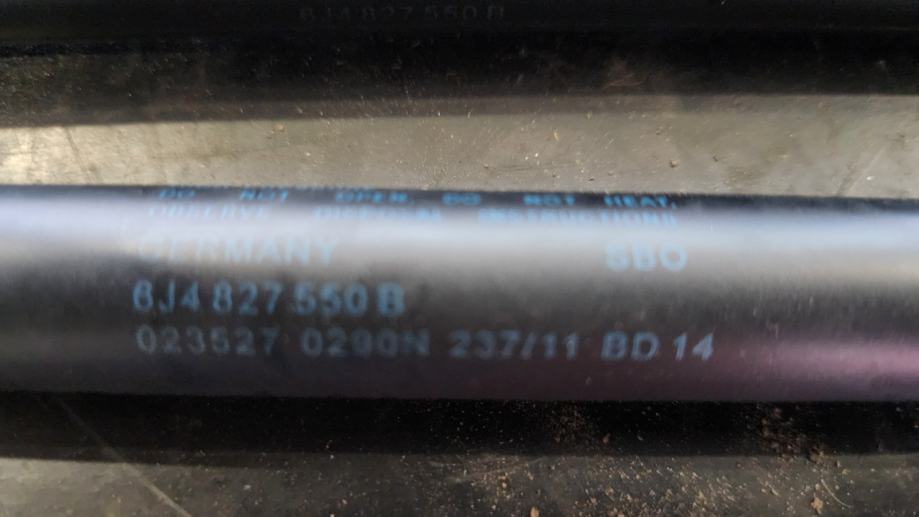 6J4 827 550 B
DO NOT OPEN. DO NOT HEAT.
OBSERVE DISPOSAL INSTRUCTIONS
GERMANY SBO
6J4 827 550 B
023527 0290N 237/11 BD 14